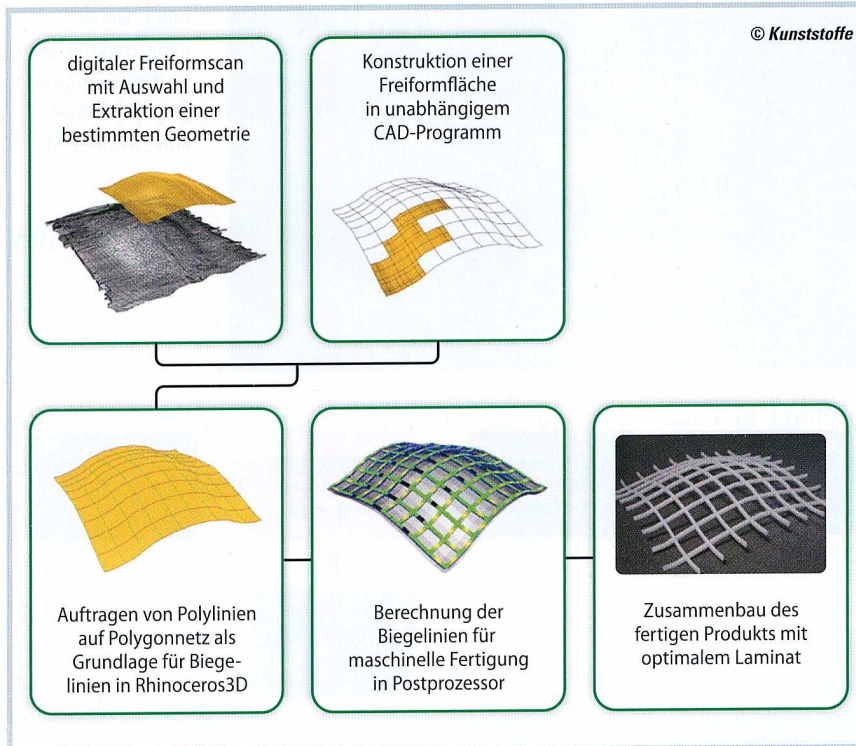 © Kunststoffe
digitaler Freiformscan
mit Auswahl und
Extraktion einer
bestimmten Geometrie
Konstruktion einer
Freiformfläche
in unabhängigem
CAD-Programm
Auftragen von Polylinien
auf Polygonnetz als
Grundlage für Biege-
linien in Rhinoceros3D
Berechnung der
Biegelinien für
maschinelle Fertigung
in Postprozessor
Zusammenbau des
fertigen Produkts mit
optimalem Laminat